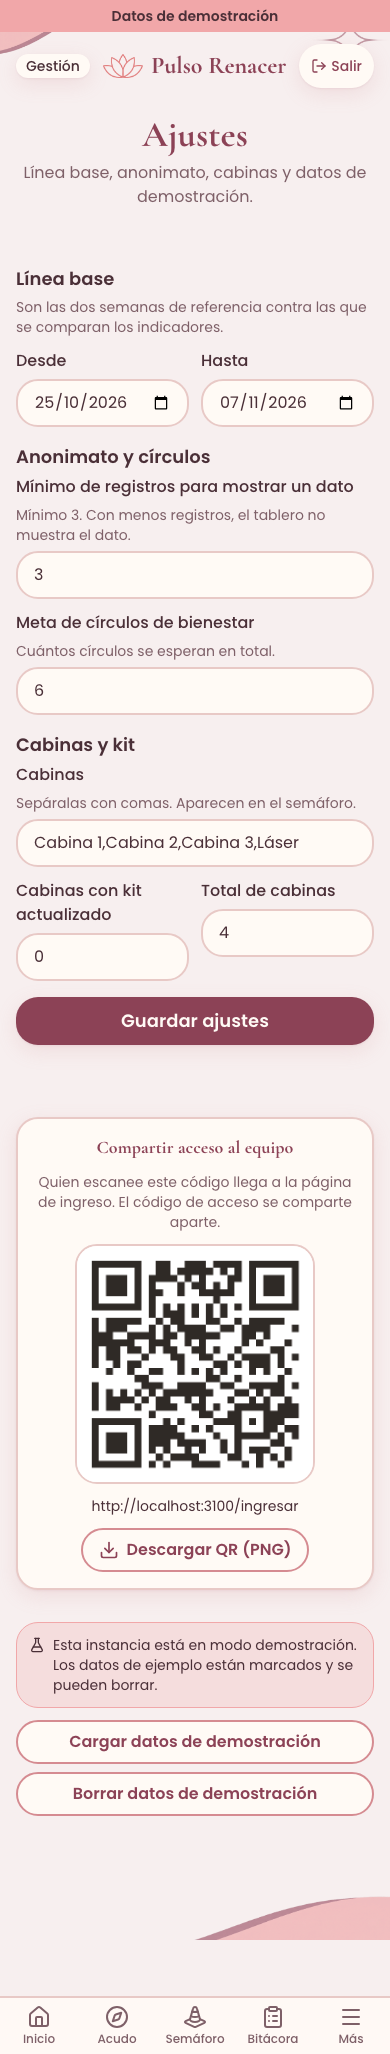 Datos de demostración
Gestión
Pulso Renacer
Salir
Ajustes
Línea base, anonimato, cabinas y datos de
demostración.
Línea base
Son las dos semanas de referencia contra las que
se comparan los indicadores.
Desde
Hasta
25/10/2026
07/11/2026
Anonimato y círculos
Mínimo de registros para mostrar un dato
Mínimo 3. Con menos registros, el tablero no
muestra el dato.
3
Meta de círculos de bienestar
Cuántos círculos se esperan en total.
6
Cabinas y kit
Cabinas
Sepáralas con comas. Aparecen en el semáforo.
Cabina 1,Cabina 2,Cabina 3,Láser
Cabinas con kit
actualizado
Total de cabinas
0
4
Guardar ajustes
Compartir acceso al equipo
Quien escanee este código llega a la página
de ingreso. El código de acceso se comparte
aparte.
http://localhost:3100/ingresar
Descargar QR (PNG)
Esta instancia está en modo demostración.
Los datos de ejemplo están marcados y se
pueden borrar.
Cargar datos de demostración
Borrar datos de demostración
Inicio
Acudo
Semáforo
Bitácora
Más